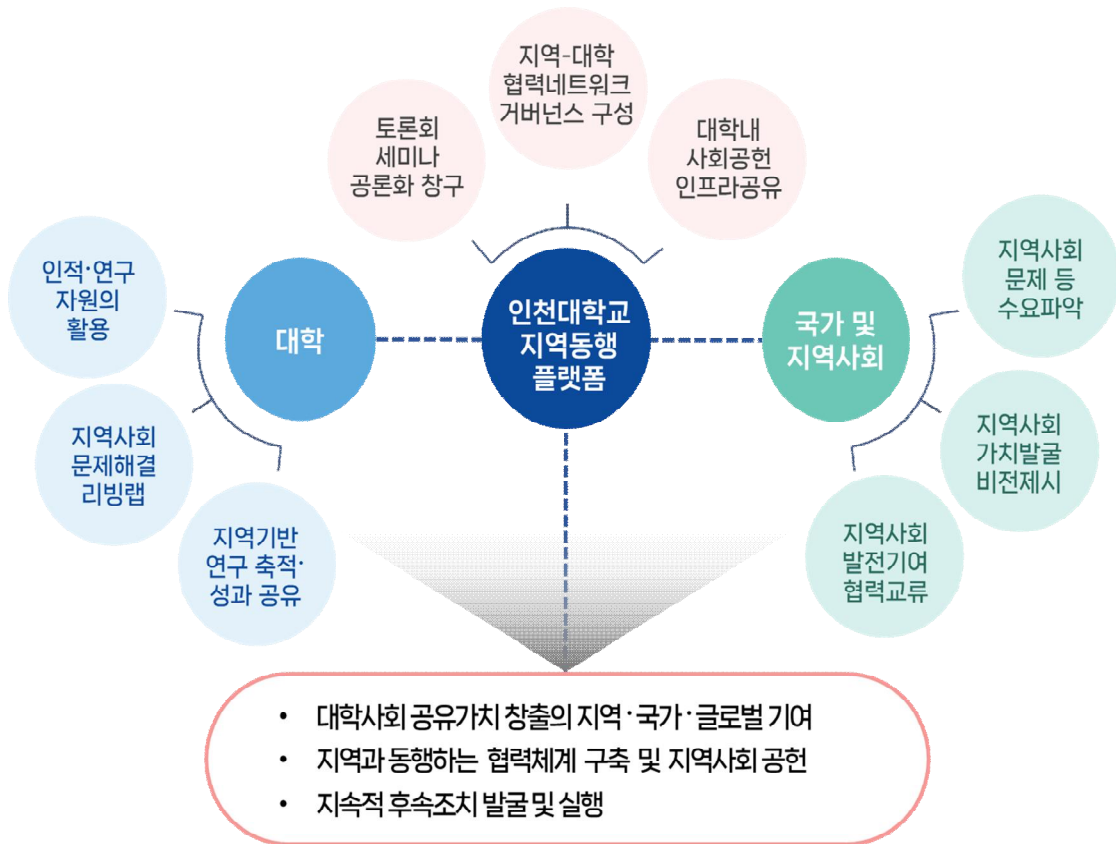 지역-대학
협력네트워크
거버넌스 구성
토론회
세미나
공론화 창구
대학내
사회공헌
인프라공유
인적·연구
자원의
활용
지역사회
문제해결
리빙랩
지역기반
연구 축적·
성과 공유
대학
인천대학교
지역동행
플랫폼
국가 및
지역사회
지역사회
문제 등
수요파악
지역사회
가치발굴
비전제시
지역사회
발전기여
협력교류
• 대학사회 공유가치 창출의 지역·국가·글로벌 기여
• 지역과 동행하는 협력체계 구축 및 지역사회 공헌
• 지속적 후속조치 발굴 및 실행